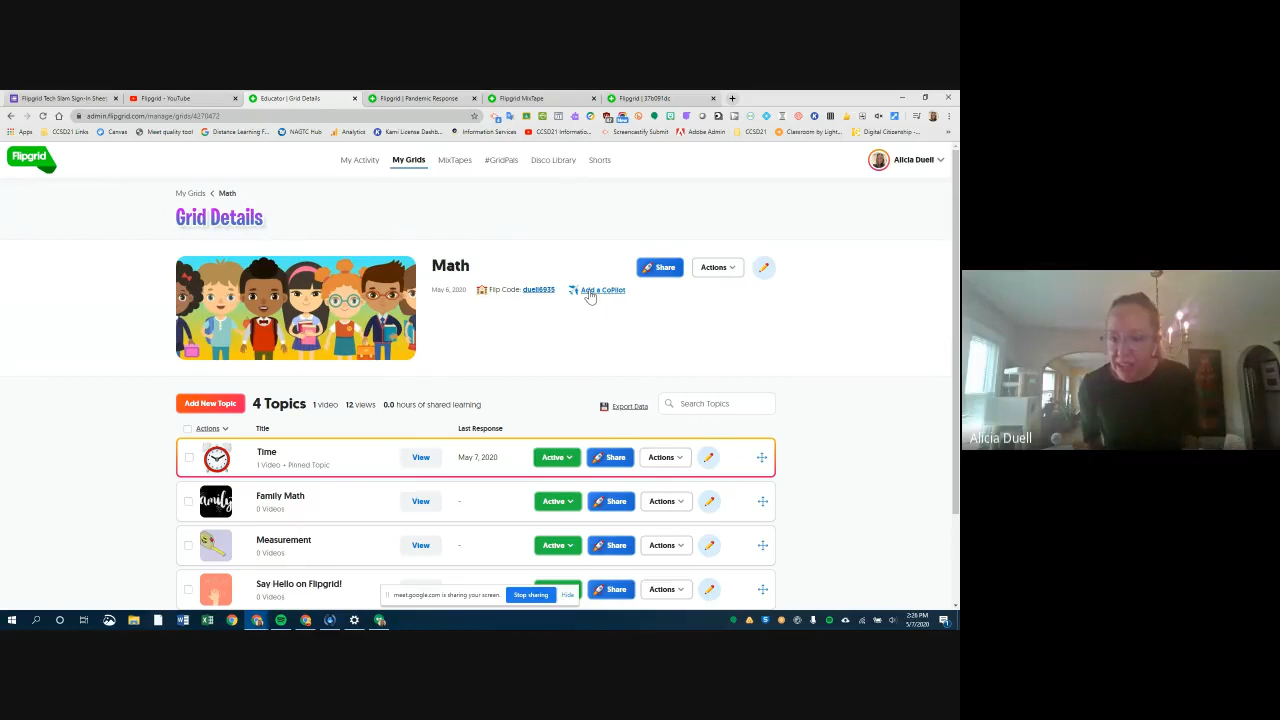 Flipgrid Tech Slam Sign-In Shee
Flipgrid - YouTube
Educator | Grid Details
Flipgrid | Pandemic Response
Flipgrid MixTape
Flipgrid | 37b091dc
admin.flipgrid.com/manage/grids/4270472
Apps
CCSD21 Links
Canvas
Meet quality tool!
Distance Learning F...
NAGTC Hub
Analytics
Kami License Dashb...
Information Services
CCSD21 Informatio...
Screencastify Submit
Adobe Admin
CCSD21
Classroom by Light...
Digital Citizenship -...
Flipgrid
My Activity
My Grids
MixTapes
#GridPals
Disco Library
Shorts
Alicia Duell
My Grids < Math
Grid Details
Math
Share
Actions
May 6, 2020
Flip Code: duell6935
Add a CoPilot
Add New Topic
4 Topics
1 video
12 views
0.0 hours of shared learning
Export Data
Search Topics
Actions
Title
Last Response
Time
1 Video • Pinned Topic
View
May 7, 2020
Active
Share
Actions
family
Family Math
0 Videos
View
-
Active
Share
Actions
Measurement
0 Videos
View
-
Active
Share
Actions
Say Hello on Flipgrid!
0 Videos
Share
Actions
meet.google.com is sharing your screen.
Stop sharing
Hide
2:26 PM
5/7/2020
Alicia Duell